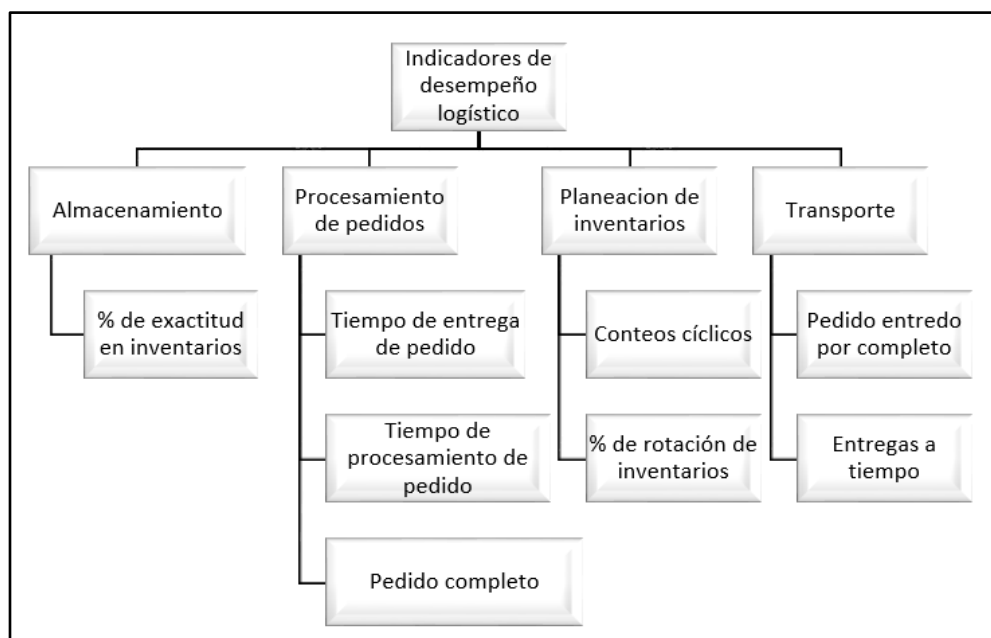 Indicadores de
desempeño
logístico
Almacenamiento
Procesamiento
de pedidos
Planeacion de
inventarios
Transporte
% de exactitud
en inventarios
Tiempo de entrega
de pedido
Conteos cíclicos
Pedido entredo
por completo
Tiempo de
procesamiento de
pedido
% de rotación de
inventarios
Entregas a
tiempo
Pedido completo